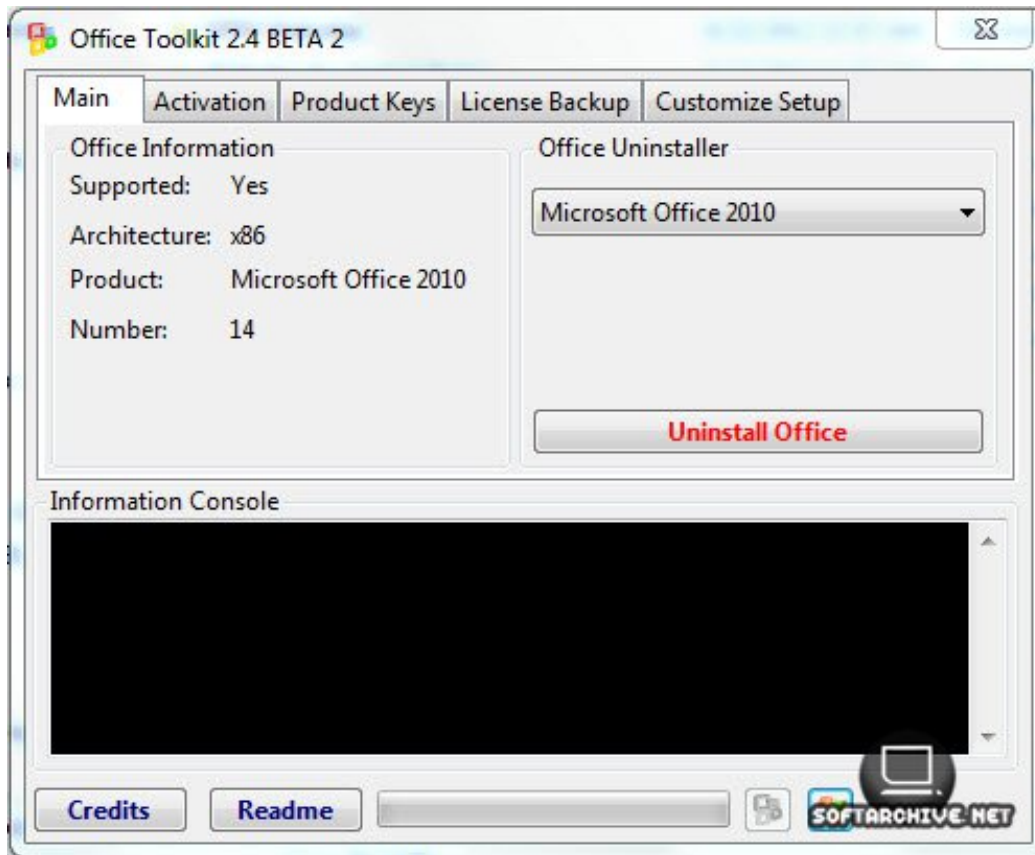 Office Toolkit 2.4 BETA 2
Main
Activation
Product Keys
License Backup
Customize Setup
Office Information
Supported: Yes
Architecture: x86
Product: Microsoft Office 2010
Number: 14
Office Uninstaller
Microsoft Office 2010
Uninstall Office
Information Console
Credits
Readme
SOFTARCHIVE.NET